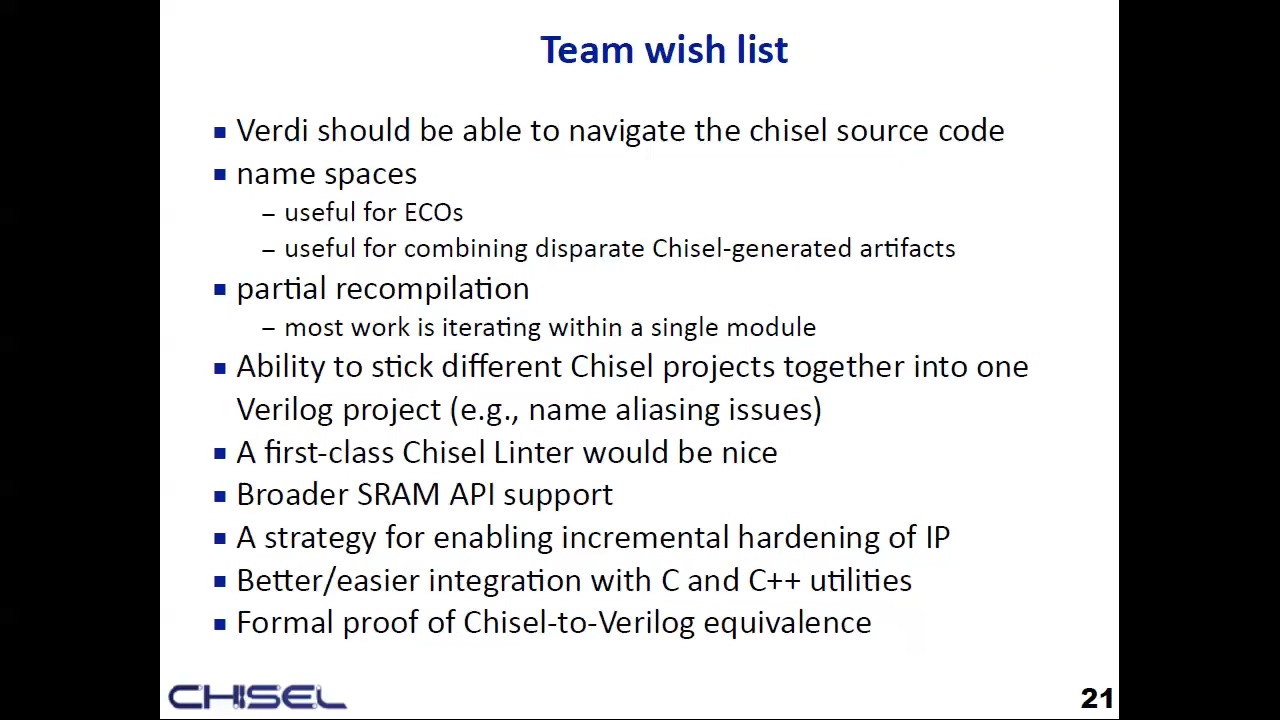 Team wish list
▪ Verdi should be able to navigate the chisel source code
▪ name spaces
– useful for ECOs
– useful for combining disparate Chisel-generated artifacts
▪ partial recompilation
– most work is iterating within a single module
▪ Ability to stick different Chisel projects together into one
Verilog project (e.g., name aliasing issues)
▪ A first-class Chisel Linter would be nice
▪ Broader SRAM API support
▪ A strategy for enabling incremental hardening of IP
▪ Better/easier integration with C and C++ utilities
▪ Formal proof of Chisel-to-Verilog equivalence
CHISEL
21